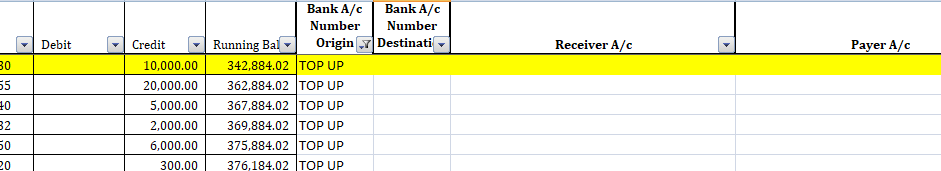 Debit Credit Running Bal Bank A/c Number Origin Bank A/c Number Destinati Receiver A/c Payer A/c
30 10,000.00 342,884.02 TOP UP
55 20,000.00 362,884.02 TOP UP
40 5,000.00 367,884.02 TOP UP
32 2,000.00 369,884.02 TOP UP
50 6,000.00 375,884.02 TOP UP
20 300.00 376,184.02 TOP UP